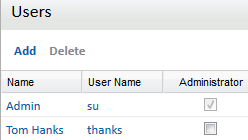 Users
Add Delete
Name User Name Administrator
Admin su
Tom Hanks thanks